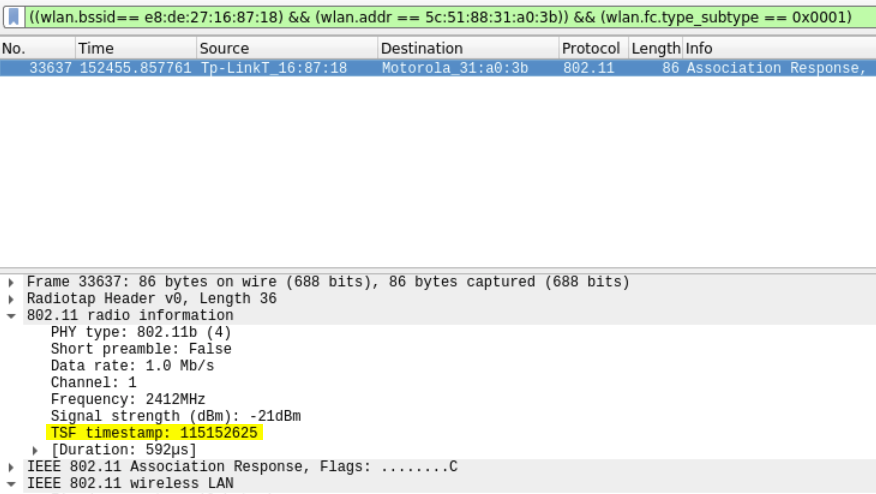 ((wlan.bssid== e8:de:27:16:87:18) && (wlan.addr == 5c:51:88:31:a0:3b)) && (wlan.fc.type_subtype == 0x0001)
No. Time Source Destination Protocol Length Info
33637 152455.857761 Tp-LinkT_16:87:18 Motorola_31:a0:3b 802.11 86 Association Response,
Frame 33637: 86 bytes on wire (688 bits), 86 bytes captured (688 bits)
Radiotap Header v0, Length 36
802.11 radio information
PHY type: 802.11b (4)
Short preamble: False
Data rate: 1.0 Mb/s
Channel: 1
Frequency: 2412MHz
Signal strength (dBm): -21dBm
TSF timestamp: 115152625
[Duration: 592µs]
IEEE 802.11 Association Response, Flags: ........C
IEEE 802.11 wireless LAN